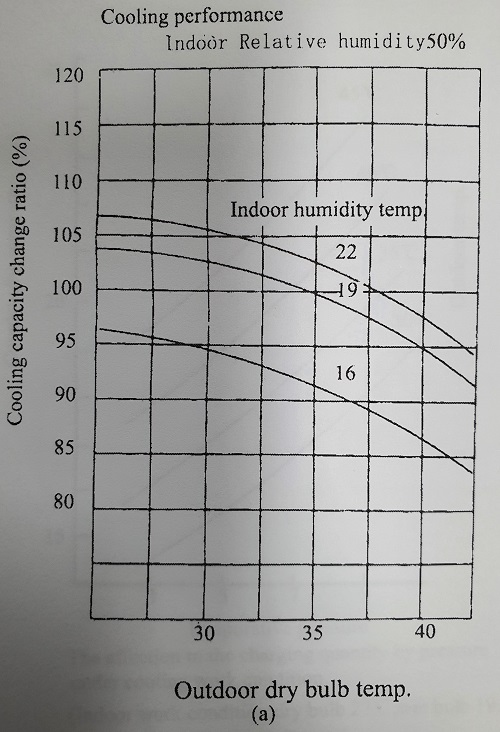 Cooling performance
Indoor Relative humidity50%
120
115
110
Indoor humidity temp.
105
22
100
19
95
16
90
85
80
30 35 40
Cooling capacity change ratio (%)
Outdoor dry bulb temp.
(a)